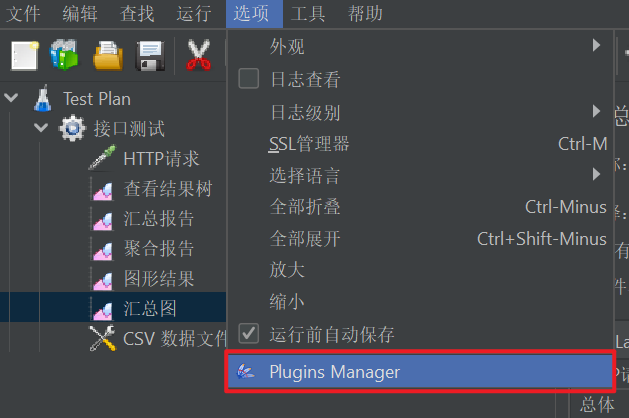 文件 编辑 查找 运行 选项 工具 帮助
Test Plan
接口测试
HTTP请求
查看结果树
汇总报告
聚合报告
图形结果
汇总图
CSV 数据文件
外观
日志查看
日志级别
SSL管理器 Ctrl-M
选择语言
全部折叠 Ctrl-Minus
全部展开 Ctrl+Shift-Minus
放大
缩小
运行前自动保存
Plugins Manager
总体